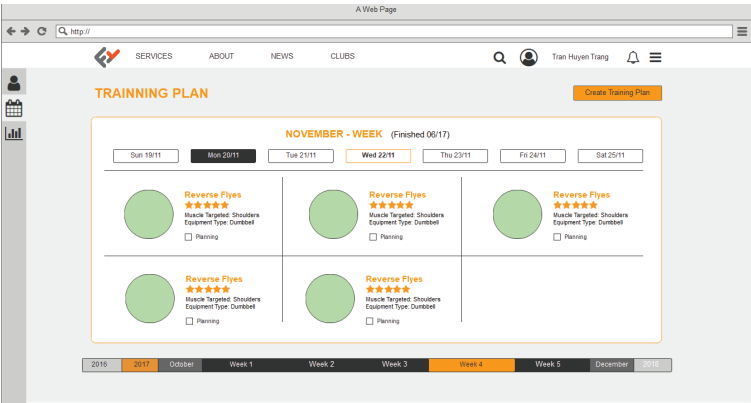 A Web Page
http://
SERVICES ABOUT NEWS CLUBS Tran Huyen Trang
TRAINNING PLAN Create Training Plan
NOVEMBER - WEEK (Finished 06/17)
Sun 19/11 Mon 20/11 Tue 21/11 Wed 22/11 Thu 23/11 Fri 24/11 Sat 25/11
Reverse Flyes
Muscle Targeted: Shoulders
Equipment Type: Dumbbell
Planning
Reverse Flyes
Muscle Targeted: Shoulders
Equipment Type: Dumbbell
Planning
Reverse Flyes
Muscle Targeted: Shoulders
Equipment Type: Dumbbell
Planning
Reverse Flyes
Muscle Targeted: Shoulders
Equipment Type: Dumbbell
Planning
Reverse Flyes
Muscle Targeted: Shoulders
Equipment Type: Dumbbell
Planning
2016 2017 October Week 1 Week 2 Week 3 Week 4 Week 5 December 2018